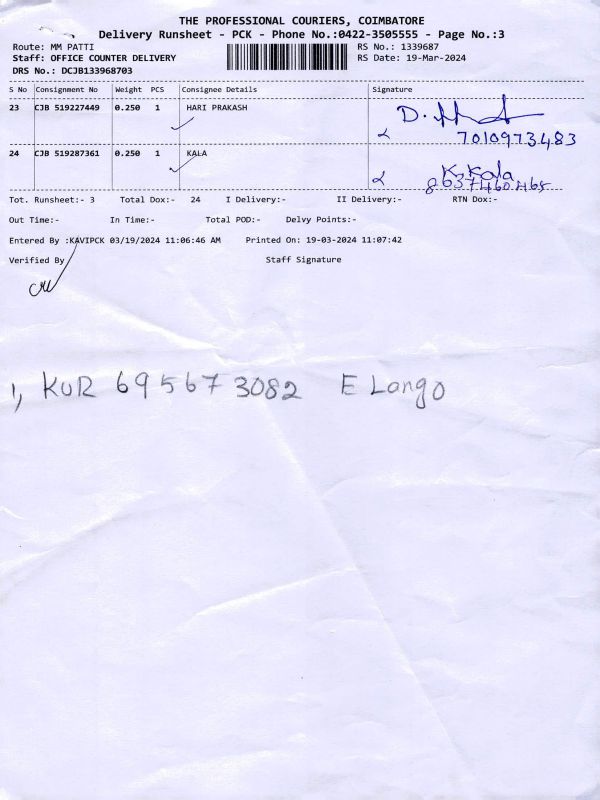 THE PROFESSIONAL COURIERS, COIMBATORE
Delivery Runsheet - PCK - Phone No.:0422-3505555 - Page No.:3
Route: MM PATTI RS No.: 1339687
Staff: OFFICE COUNTER DELIVERY RS Date: 19-Mar-2024
DRS No.: DCJB133968703
S No Consignment No Weight PCS Consignee Details Signature
23 CJB 519227449 0.250 1 HARI PRAKASH
7010973483
24 CJB 519287361 0.250 1 KALA K. Kala
8637460465
Tot. Runsheet:- 3 Total Dox:- 24 I Delivery:- II Delivery:- RTN Dox:-
Out Time:- In Time:- Total POD:- Delvy Points:-
Entered By :KAVIPCK 03/19/2024 11:06:46 AM Printed On: 19-03-2024 11:07:42
Verified By Staff Signature
1, KUR 695673082 E Lango